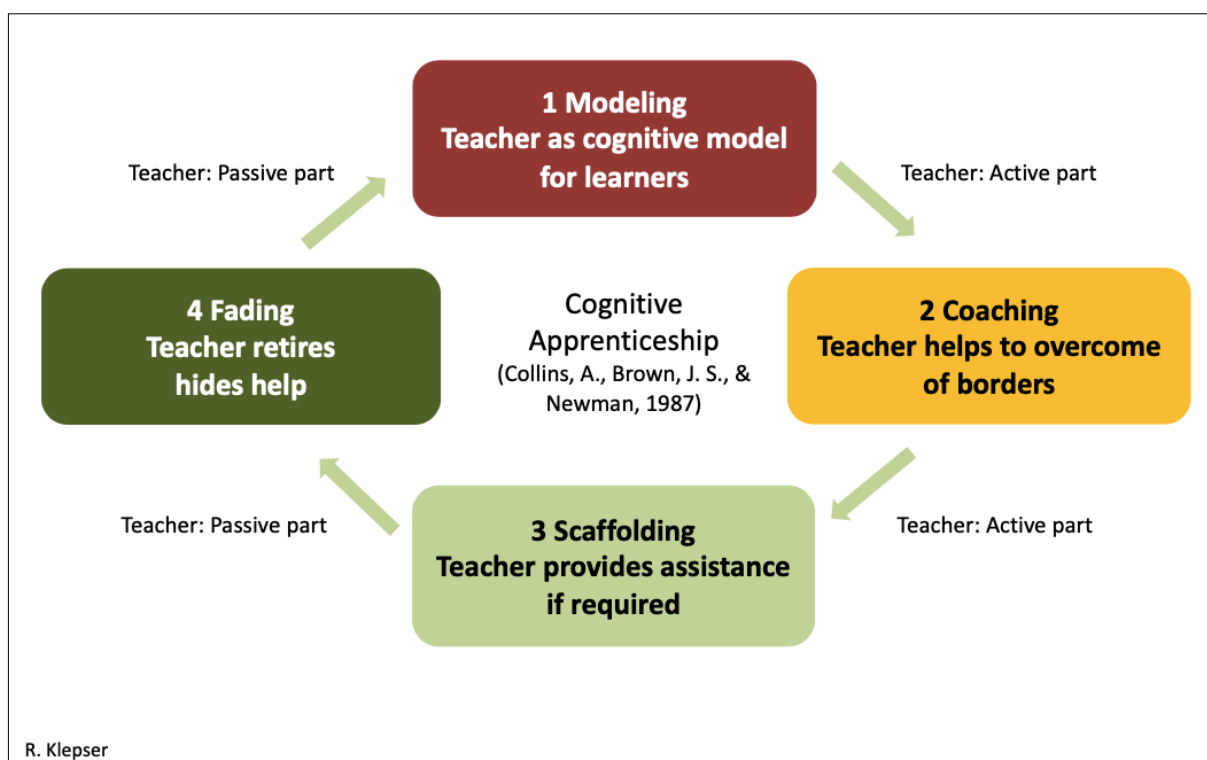 1 Modeling
Teacher as cognitive model
for learners
Teacher: Passive part
Teacher: Active part
4 Fading
Teacher retires
hides help
Cognitive
Apprenticeship
(Collins, A., Brown, J. S., &
Newman, 1987)
2 Coaching
Teacher helps to overcome
of borders
Teacher: Passive part
3 Scaffolding
Teacher provides assistance
if required
Teacher: Active part
R. Klepser